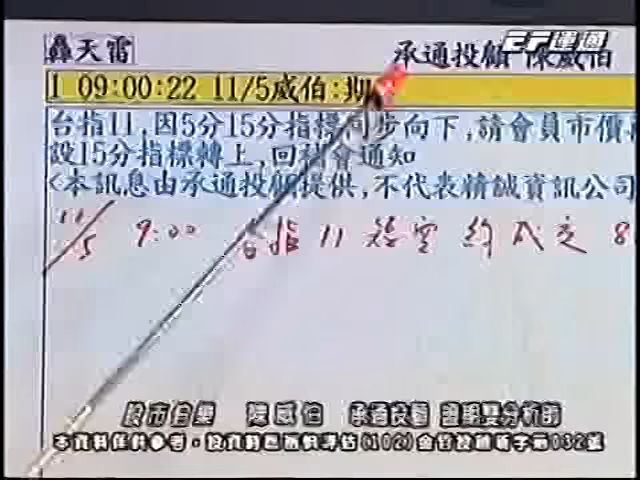 轟天雷
承通投顧 陳威伯
1 09:00:22 11/5威伯:期
台指11,因5分15分指標同步向下,請會員市價
設15分指標轉上,回補會通知
<本訊息由承通投顧提供,不代表精誠資訊公司
11/5 9:00 台指 11 短空 約 成交 8
股市自變 陳威伯 承通投顧 證期雙分析師
本資料僅供參考,投資時應審慎評估(102)金管投顧新字第032號